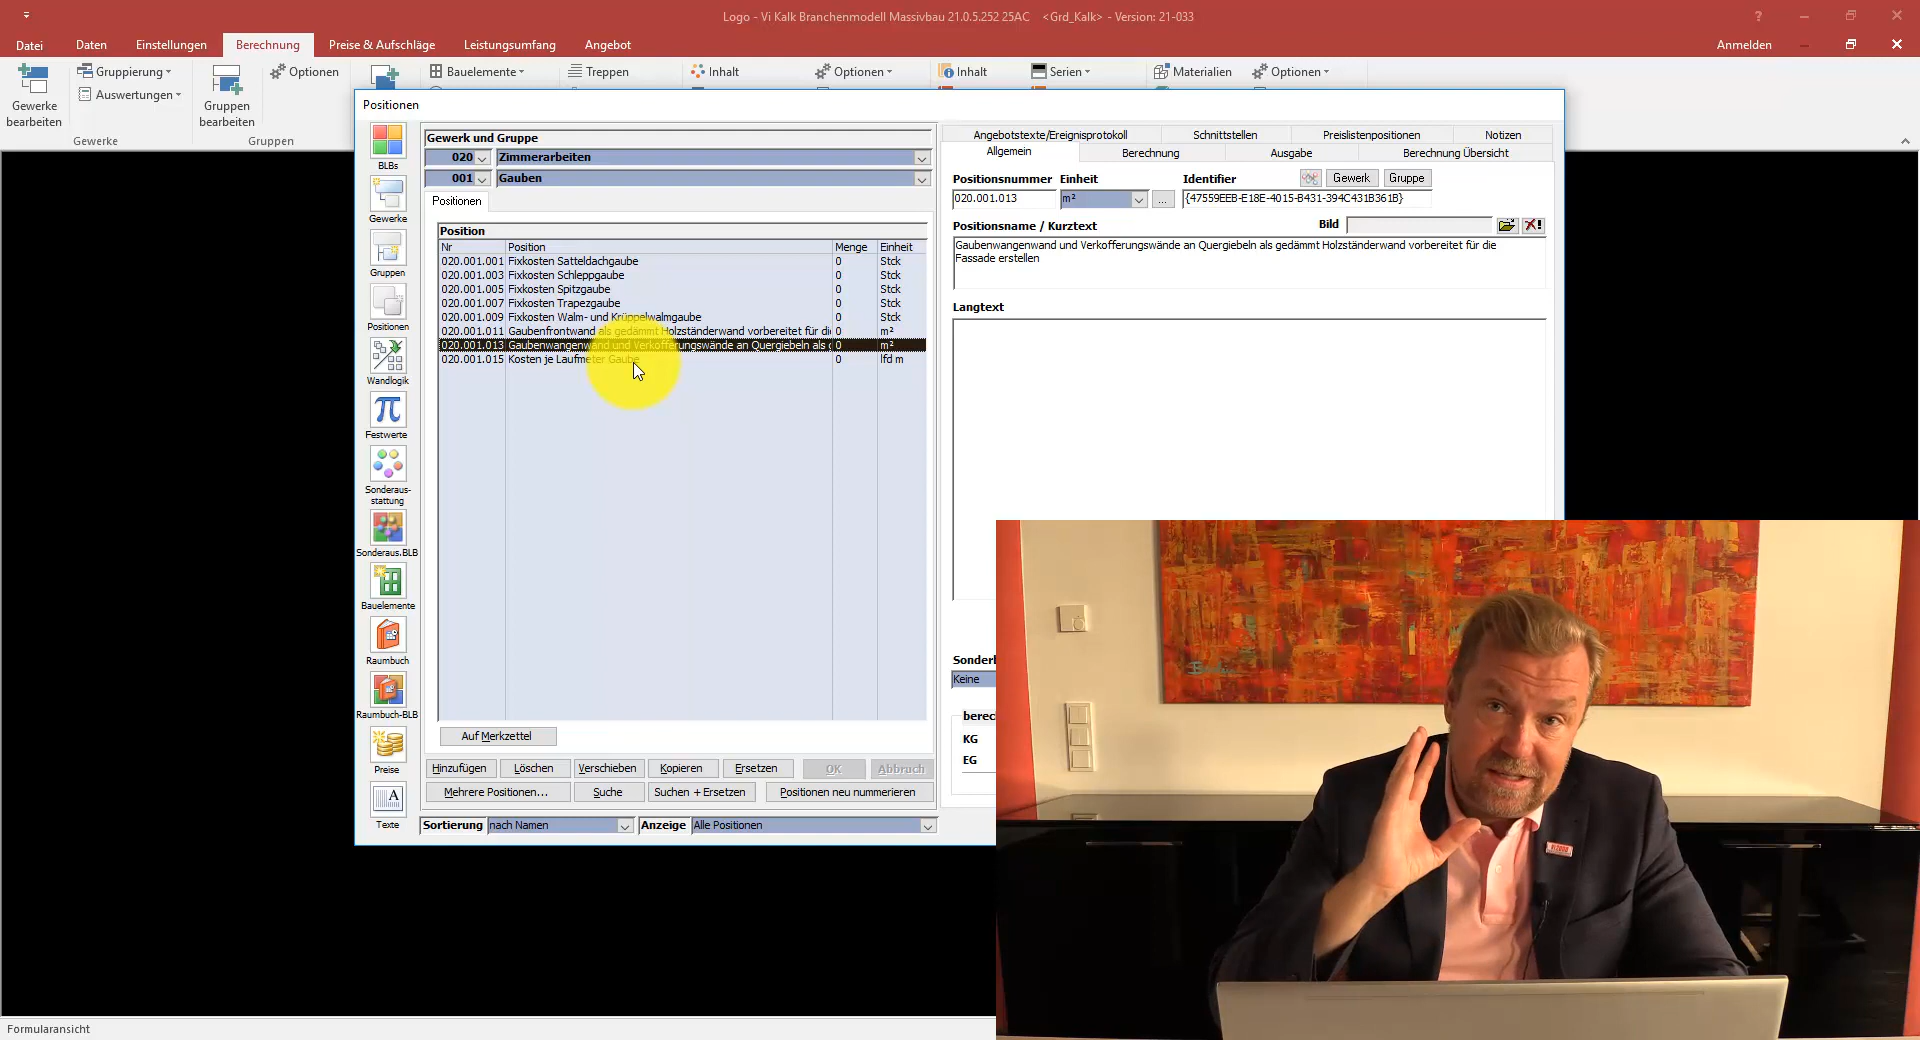 Logo - Vi Kalk Branchenmodell Massivbau 21.0.5.252 25AC <Grd_Kalk> - Version: 21-033
Datei Daten Einstellungen Berechnung Preise & Aufschläge Leistungsumfang Angebot Anmelden
Gruppierung Optionen Bauelemente Treppen Inhalt Optionen Inhalt Serien Materialien Optionen
Gewerke bearbeiten Auswertungen Gruppen bearbeiten
Gewerke Gruppen
Positionen
BLBs
Gewerke
Gruppen
Positionen
Wandlogik
Festwerte
Sonderaus-
stattung
Sonderaus.BLB
Bauelemente
Raumbuch
Raumbuch-BLB
Preise
Texte
Gewerk und Gruppe
020 Zimmerarbeiten
001 Gauben
Positionen
Position
Nr Position Menge Einheit
020.001.001 Fixkosten Satteldachgaube 0 Stck
020.001.003 Fixkosten Schleppgaube 0 Stck
020.001.005 Fixkosten Spitzgaube 0 Stck
020.001.007 Fixkosten Trapezgaube 0 Stck
020.001.009 Fixkosten Walm- und Krüppelwalmgaube 0 Stck
020.001.011 Gaubenfrontwand als gedämmt Holzständerwand vorbereitet für di 0 m²
020.001.013 Gaubenwangenwand und Verkofferungswände an Quergiebeln als g 0 m²
020.001.015 Kosten je Laufmeter Gaube 0 lfd m
Auf Merkzettel
Hinzufügen Löschen Verschieben Kopieren Ersetzen OK Abbruch
Mehrere Positionen... Suche Suchen + Ersetzen Positionen neu nummerieren
Sortierung nach Namen Anzeige Alle Positionen
Angebotstexte/Ereignisprotokoll Schnittstellen Preislistenpositionen Notizen
Allgemein Berechnung Ausgabe Berechnung Übersicht
Positionsnummer Einheit Identifier Gewerk Gruppe
020.001.013 m² ... {47559EEB-E18E-4015-B431-394C431B361B}
Positionsname / Kurztext Bild
Gaubenwangenwand und Verkofferungswände an Quergiebeln als gedämmt Holzständerwand vorbereitet für die
Fassade erstellen
Langtext
Keine
KG
EG
Formularansicht